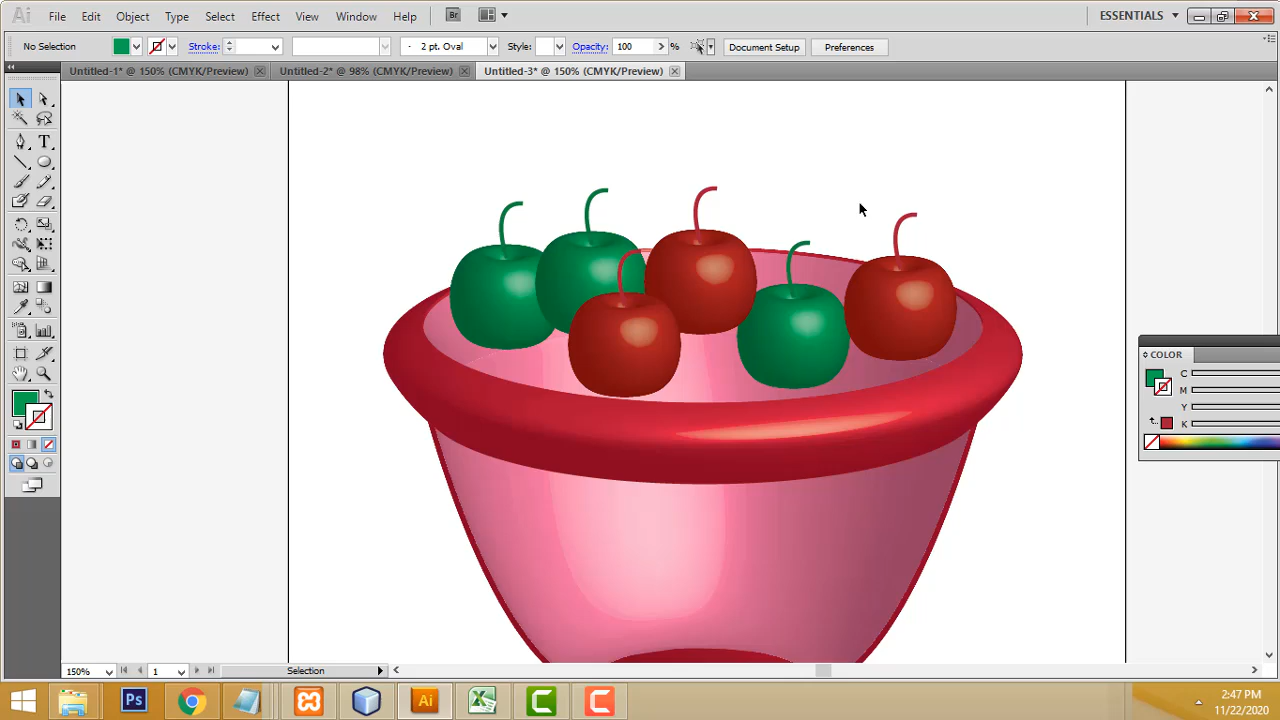 Ai File Edit Object Type Select Effect View Window Help Br ESSENTIALS
No Selection Stroke: 2 pt. Oval Style: Opacity: 100 % Document Setup Preferences
Untitled-1* @ 150% (CMYK/Preview) Untitled-2* @ 98% (CMYK/Preview) Untitled-3* @ 150% (CMYK/Preview)
T
COLOR
C
M
Y
K
150% 1 Selection
Ps Ai
2:47 PM
11/22/2020